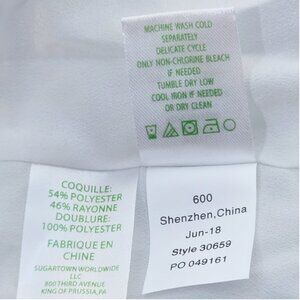 MACHINE WASH COLD
SEPARATELY
DELICATE CYCLE
ONLY NON-CHLORINE BLEACH
IF NEEDED
TUMBLE DRY LOW
COOL IRON IF NEEDED
OR DRY CLEAN
COQUILLE:
54% POLYESTER
46% RAYONNE
DOUBLURE:
100% POLYESTER
FABRIQUE EN
CHINE
SUGARTOWN WORLDWIDE
LLC
800 THIRD AVENUE
KING OF PRUSSIA, PA
600
Shenzhen, China
Jun-18
Style 30659
PO 049161